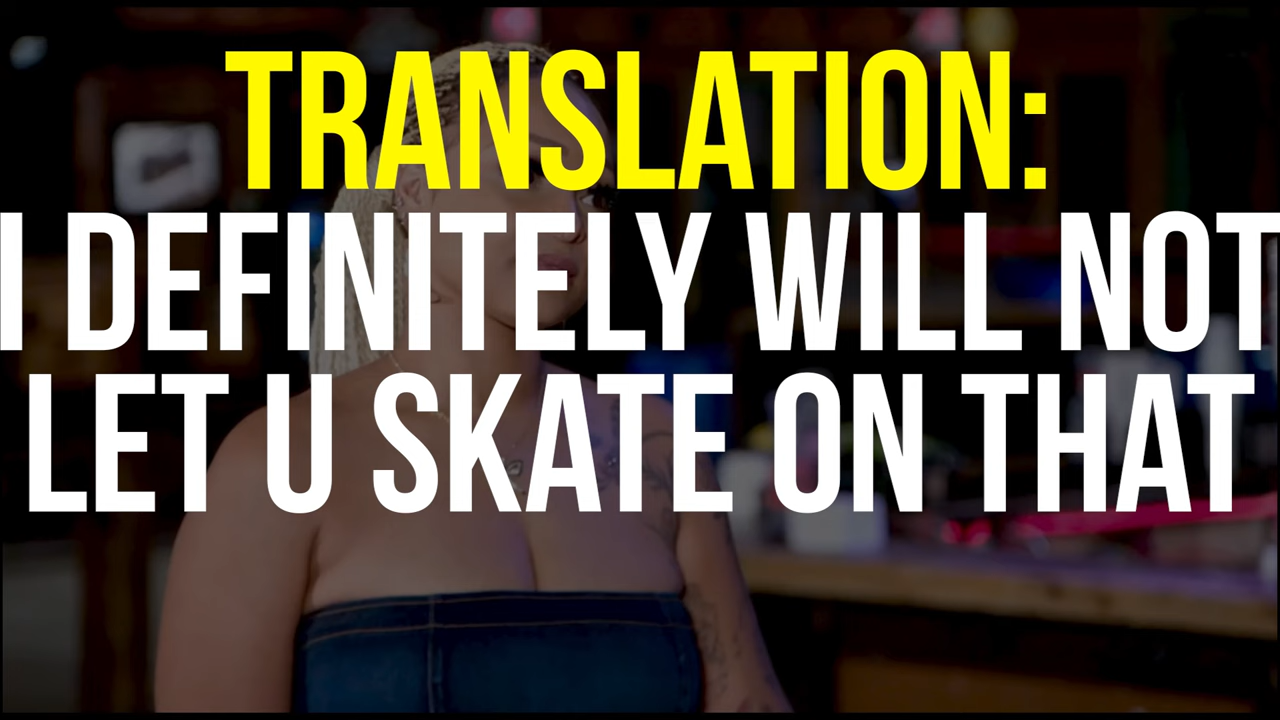 TRANSLATION:
I DEFINITELY WILL NOT
LET U SKATE ON THAT